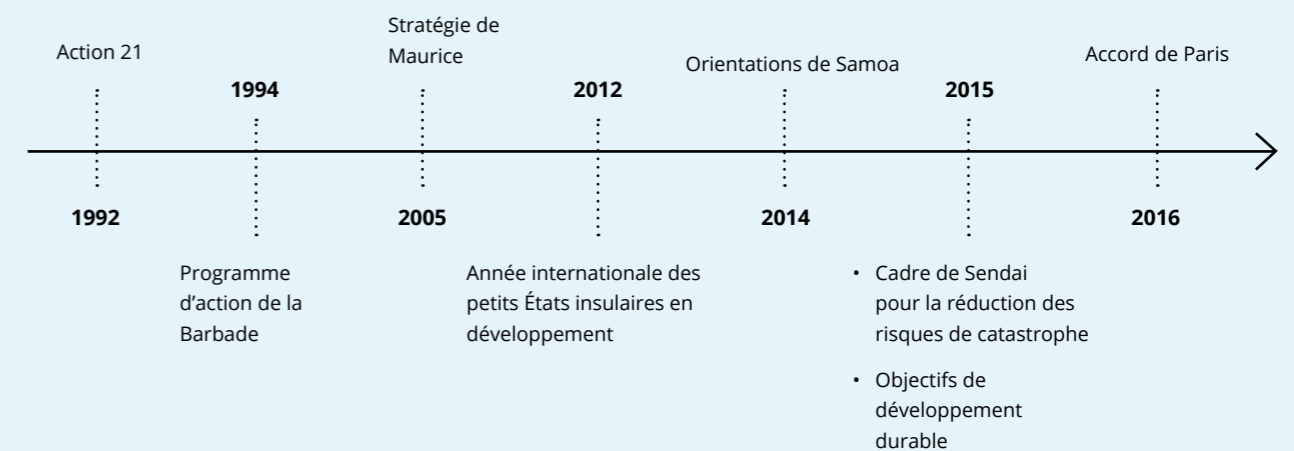 Action 21
1992
1994
Programme
d'action de la
Barbade
Stratégie de
Maurice
2005
2012
Année internationale des
petits États insulaires en
développement
Orientations de Samoa
2014
2015
• Cadre de Sendai
pour la réduction des
risques de catastrophe
• Objectifs de
développement
durable
Accord de Paris
2016